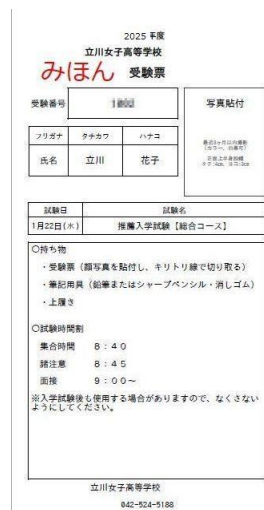 2025 年度
立川女子高等学校
みほん 受験票
受験番号
写真貼付
最近3ヶ月以内撮影
フリガナ タチカワ ハナコ
氏名 立川 花子
試験日 試験名
1月22日(水) 推薦入学試験【総合コース】
○持ち物
・受験票（顔写真を貼付し、キリトリ線で切り取る）
・筆記用具（鉛筆またはシャープペンシル・消しゴム）
・上履き
○試験時間割
集合時間 8：40
諸注意 8：45
面接 9：00～
※入学試験後も使用する場合がありますので、なくさない
ようにしてください。
立川女子高等学校
042-524-5188